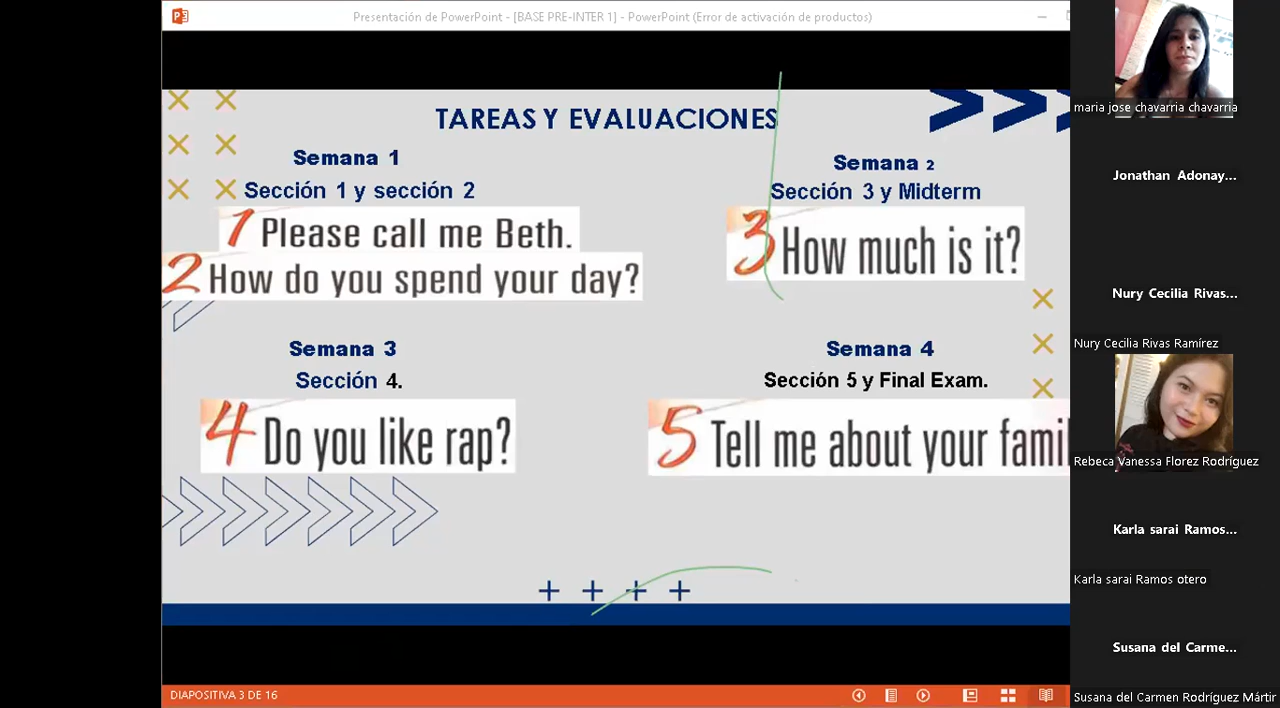 Presentación de PowerPoint - [BASE PRE-INTER 1] - PowerPoint (Error de activación de productos)
TAREAS Y EVALUACIONES
Semana 1
Sección 1 y sección 2
1 Please call me Beth.
2 How do you spend your day?
Semana 2
Sección 3 y Midterm
3 How much is it?
Semana 3
Sección 4.
4 Do you like rap?
Semana 4
Sección 5 y Final Exam.
5 Tell me about your famil
DIAPOSITIVA 3 DE 16
maria jose chavarria chavarria
Jonathan Adonay...
Nury Cecilia Rivas...
Nury Cecilia Rivas Ramírez
Rebeca Vanessa Florez Rodríguez
Karla sarai Ramos...
Karla sarai Ramos otero
Susana del Carme...
Susana del Carmen Rodríguez Mártir